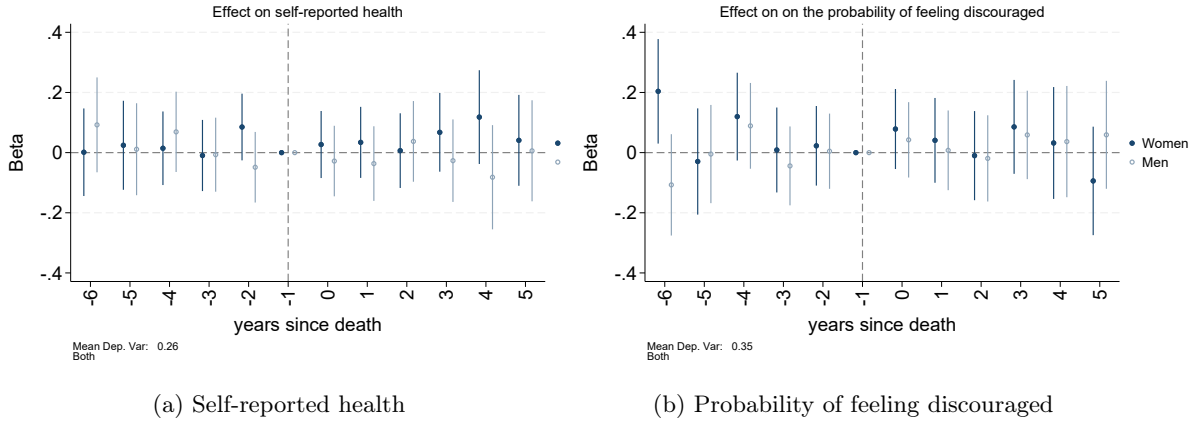 Effect on self-reported health
.4
.2
0
-.2
-.4
Beta
-6 -5 -4 -3 -2 -1 0 1 2 3 4 5
years since death
Mean Dep. Var: 0.26
Both
(a) Self-reported health
Effect on on the probability of feeling discouraged
.4
.2
0
-.2
-.4
Beta
-6 -5 -4 -3 -2 -1 0 1 2 3 4 5
years since death
Women
Men
Mean Dep. Var: 0.35
Both
(b) Probability of feeling discouraged